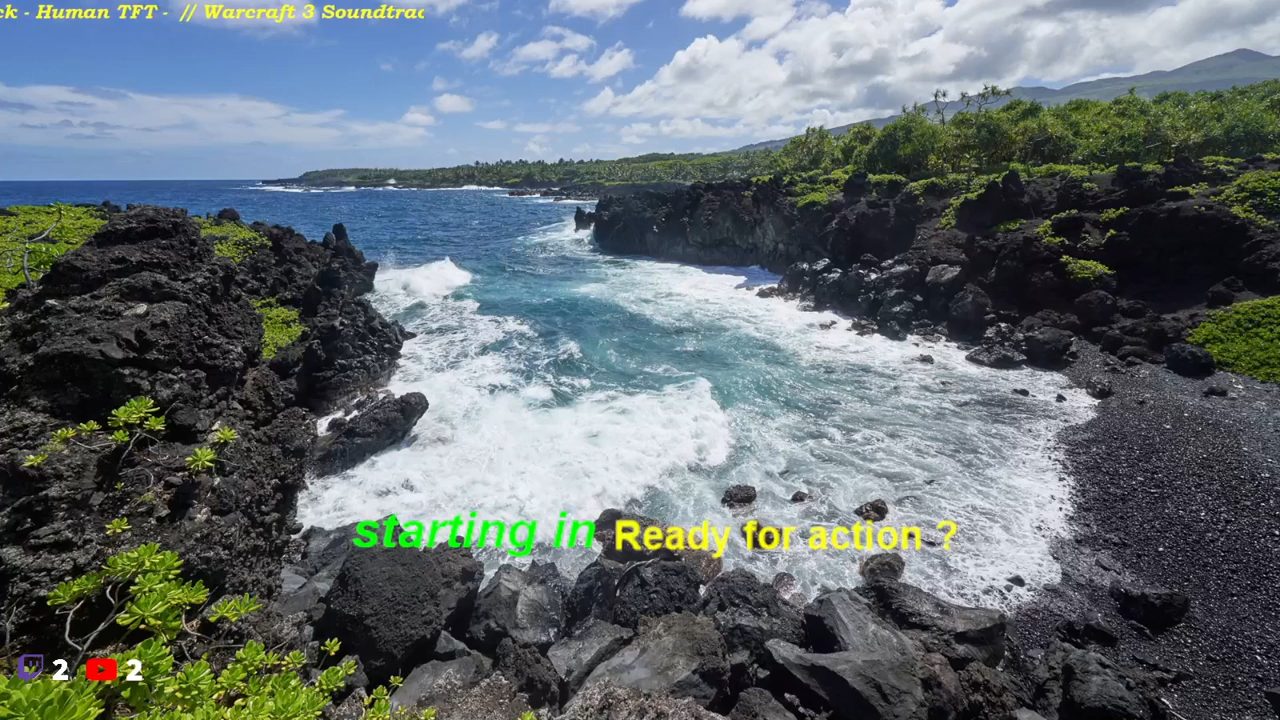 ck - Human TFT -  // Warcraft 3 Soundtrac
starting in Ready for action ?
2 2